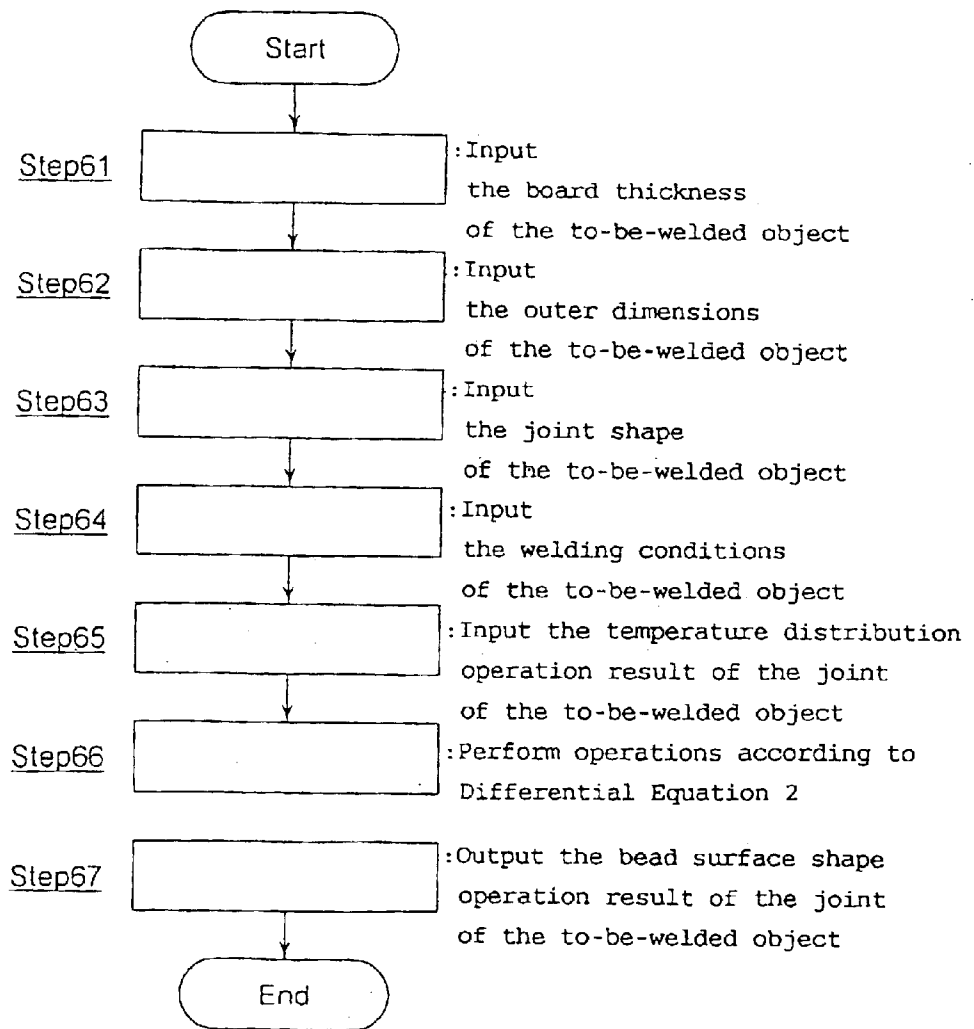 Start
Step61
:Input
the board thickness
of the to-be-welded object
Step62
:Input
the outer dimensions
of the to-be-welded object
Step63
:Input
the joint shape
of the to-be-welded object
Step64
:Input
the welding conditions
of the to-be-welded object
Step65
:Input the temperature distribution
operation result of the joint
of the to-be-welded object
Step66
:Perform operations according to
Differential Equation 2
Step67
:Output the bead surface shape
operation result of the joint
of the to-be-welded object
End